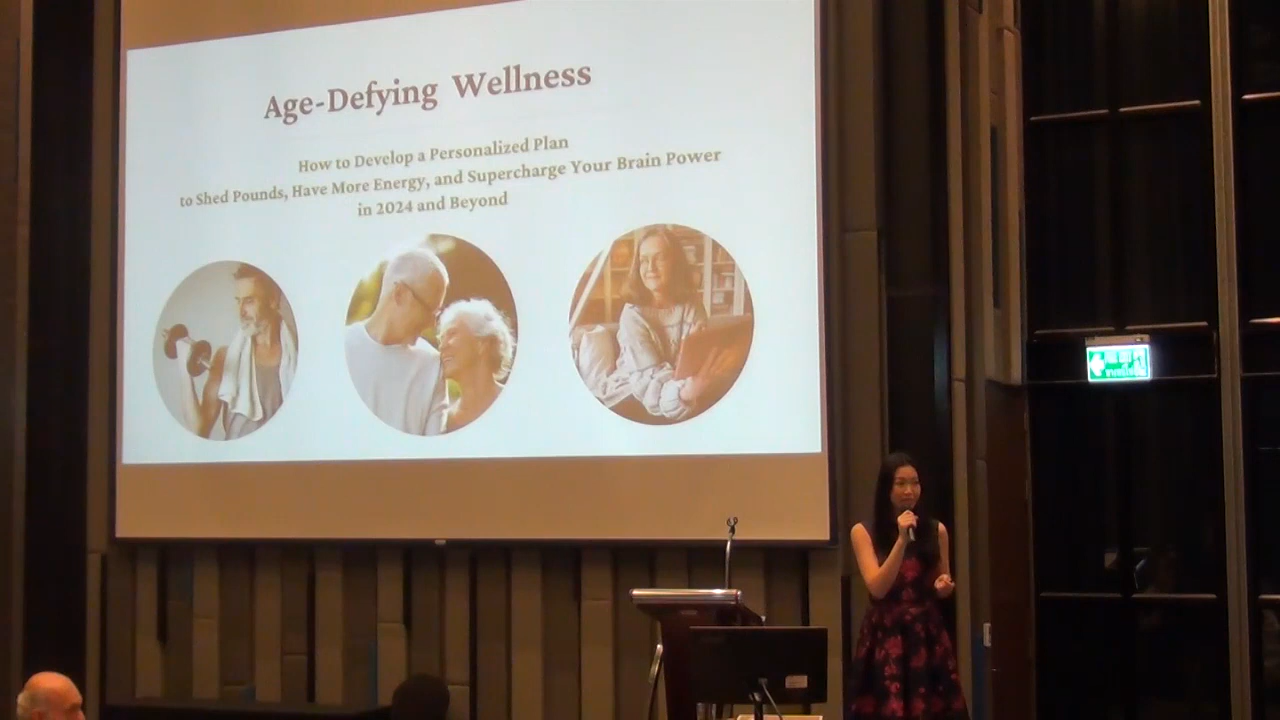 Age-Defying Wellness
How to Develop a Personalized Plan
to Shed Pounds, Have More Energy, and Supercharge Your Brain Power
in 2024 and Beyond